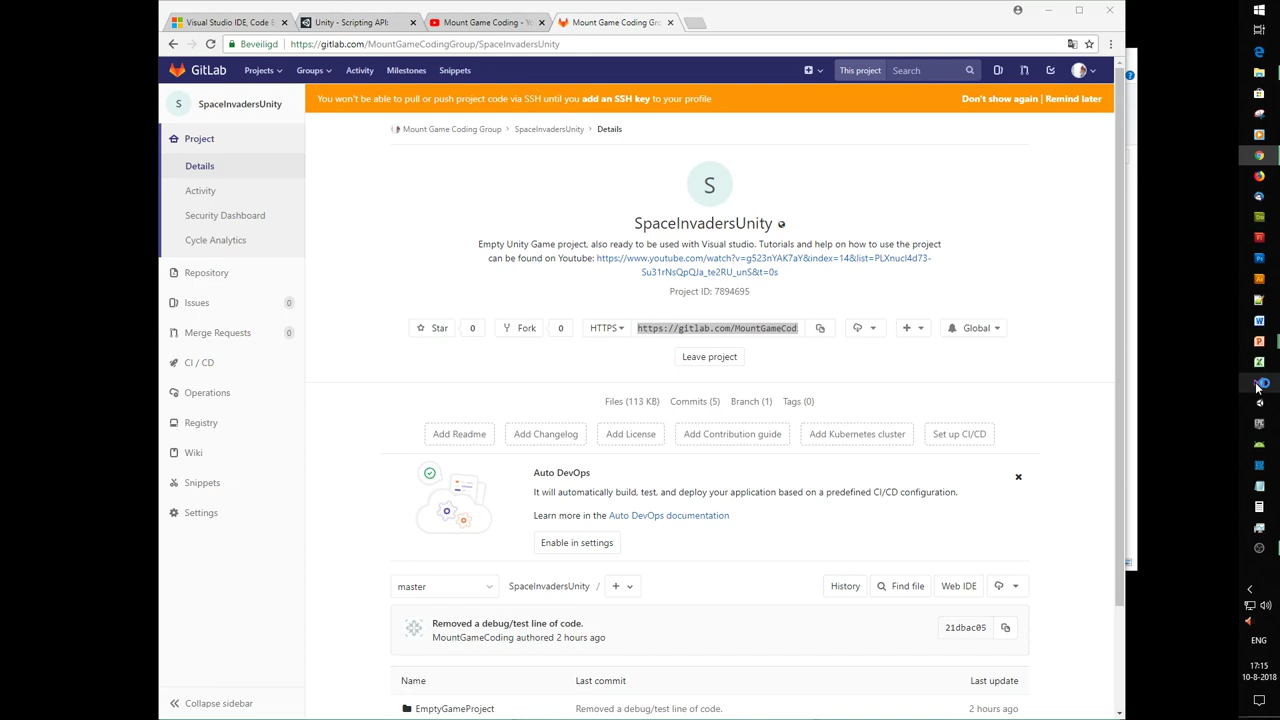 Visual Studio IDE, Code E
Unity - Scripting API:
Mount Game Coding - Yo
Mount Game Coding Gro
Beveiligd
https://gitlab.com/MountGameCodingGroup/SpaceInvadersUnity
GitLab
Projects
Groups
Activity
Milestones
Snippets
This project
Search
S
SpaceInvadersUnity
You won't be able to pull or push project code via SSH until you add an SSH key to your profile
Don't show again | Remind later
Project
Details
Activity
Security Dashboard
Cycle Analytics
Repository
Issues
0
Merge Requests
0
CI / CD
Operations
Registry
Wiki
Snippets
Settings
Collapse sidebar
Mount Game Coding Group > SpaceInvadersUnity > Details
S
SpaceInvadersUnity
Empty Unity Game project, also ready to be used with Visual studio. Tutorials and help on how to use the project
can be found on Youtube: https://www.youtube.com/watch?v=g523nYAK7aY&index=14&list=PLXnucI4d73-
Su31rNsQpQJa_te2RU_unS&t=0s
Project ID: 7894695
Star
0
Fork
0
HTTPS
https://gitlab.com/MountGameCod
Global
Leave project
Files (113 KB)
Commits (5)
Branch (1)
Tags (0)
Add Readme
Add Changelog
Add License
Add Contribution guide
Add Kubernetes cluster
Set up CI/CD
Auto DevOps
It will automatically build, test, and deploy your application based on a predefined CI/CD configuration.
Learn more in the Auto DevOps documentation
Enable in settings
master
SpaceInvadersUnity /
History
Find file
Web IDE
Removed a debug/test line of code.
MountGameCoding authored 2 hours ago
21dbac05
Name
Last commit
Last update
EmptyGameProject
Removed a debug/test line of code.
2 hours ago
ENG
17:15
10-8-2018